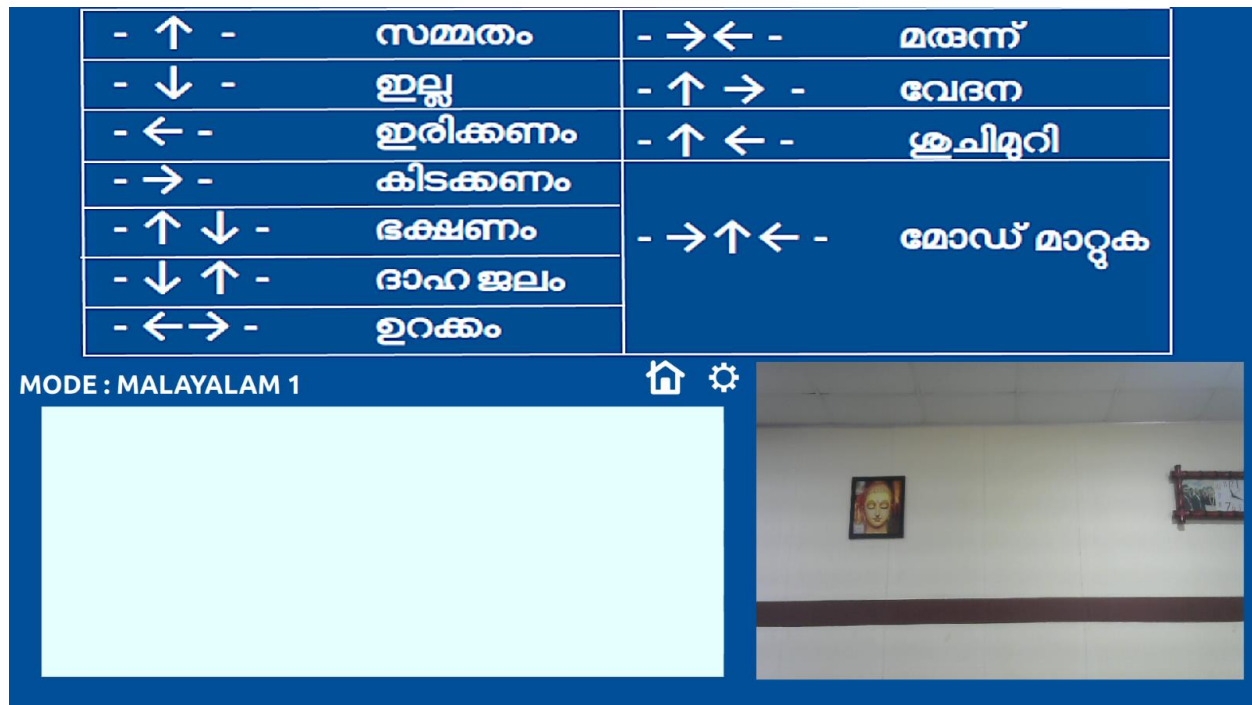 - ↑ - സമ്മതം
- ↓ - ഇല്ല
- ← - ഇരിക്കണം
- → - കിടക്കണം
- ↑ ↓ - ഭക്ഷണം
- ↓ ↑ - ദാഹ ജലം
- ←→ - ഉറക്കം
- →← - മരുന്ന്
- ↑ → - വേദന
- ↑ ← - ശുചിമുറി
- →↑← - മോഡ് മാറ്റുക
MODE : MALAYALAM 1